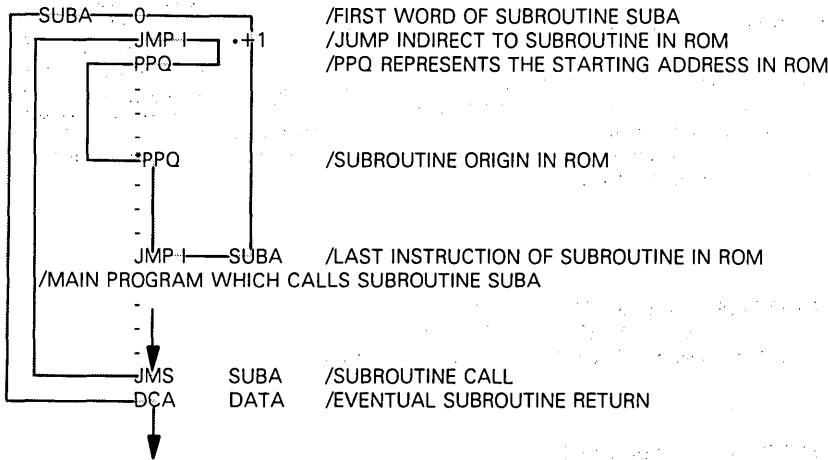 SUBA 0 /FIRST WORD OF SUBROUTINE SUBA
JMP I .+1 /JUMP INDIRECT TO SUBROUTINE IN ROM
PPQ /PPQ REPRESENTS THE STARTING ADDRESS IN ROM
-
-
-
*PPQ /SUBROUTINE ORIGIN IN ROM
-
-
-
JMP I SUBA /LAST INSTRUCTION OF SUBROUTINE IN ROM
/MAIN PROGRAM WHICH CALLS SUBROUTINE SUBA
-
-
-
-
JMS SUBA /SUBROUTINE CALL
DCA DATA /EVENTUAL SUBROUTINE RETURN